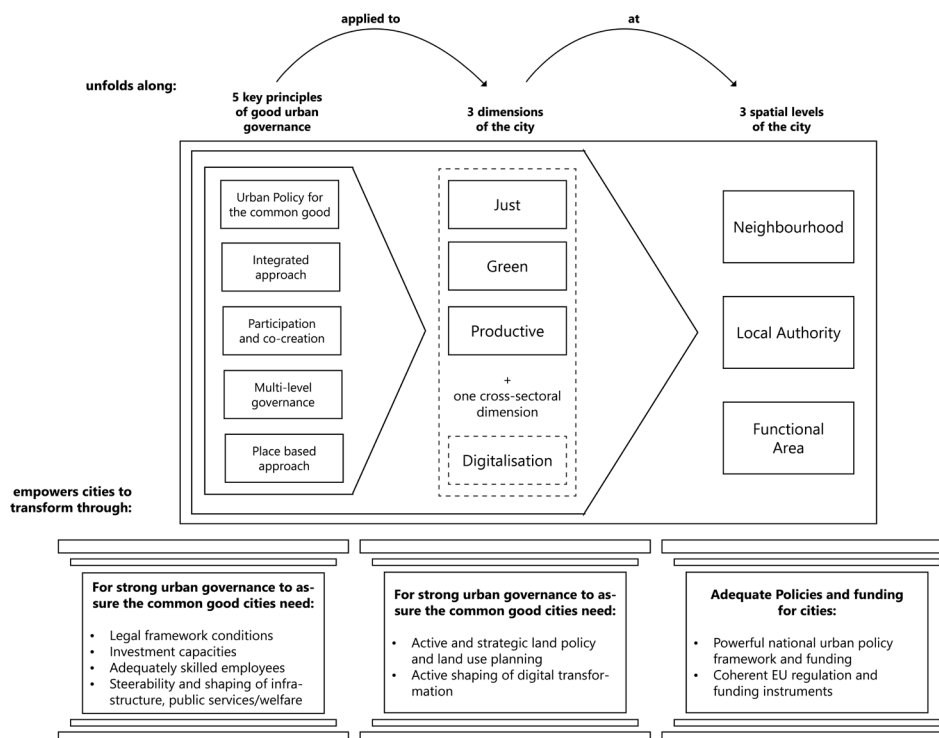 applied to
at
unfolds along:
5 key principles
of good urban
governance
3 dimensions
of the city
3 spatial levels
of the city
Urban Policy for
the common good
Integrated
approach
Participation
and co-creation
Multi-level
governance
Place based
approach
Just
Green
Productive
+
one cross-sectoral
dimension
Digitalisation
Neighbourhood
Local Authority
Functional
Area
empowers cities to
transform through:
For strong urban governance to as-
sure the common good cities need:
• Legal framework conditions
• Investment capacities
• Adequately skilled employees
• Steerability and shaping of infra-
structure, public services/welfare
For strong urban governance to as-
sure the common good cities need:
• Active and strategic land policy
and land use planning
• Active shaping of digital transfor-
mation
Adequate Policies and funding
for cities:
• Powerful national urban policy
framework and funding
• Coherent EU regulation and
funding instruments